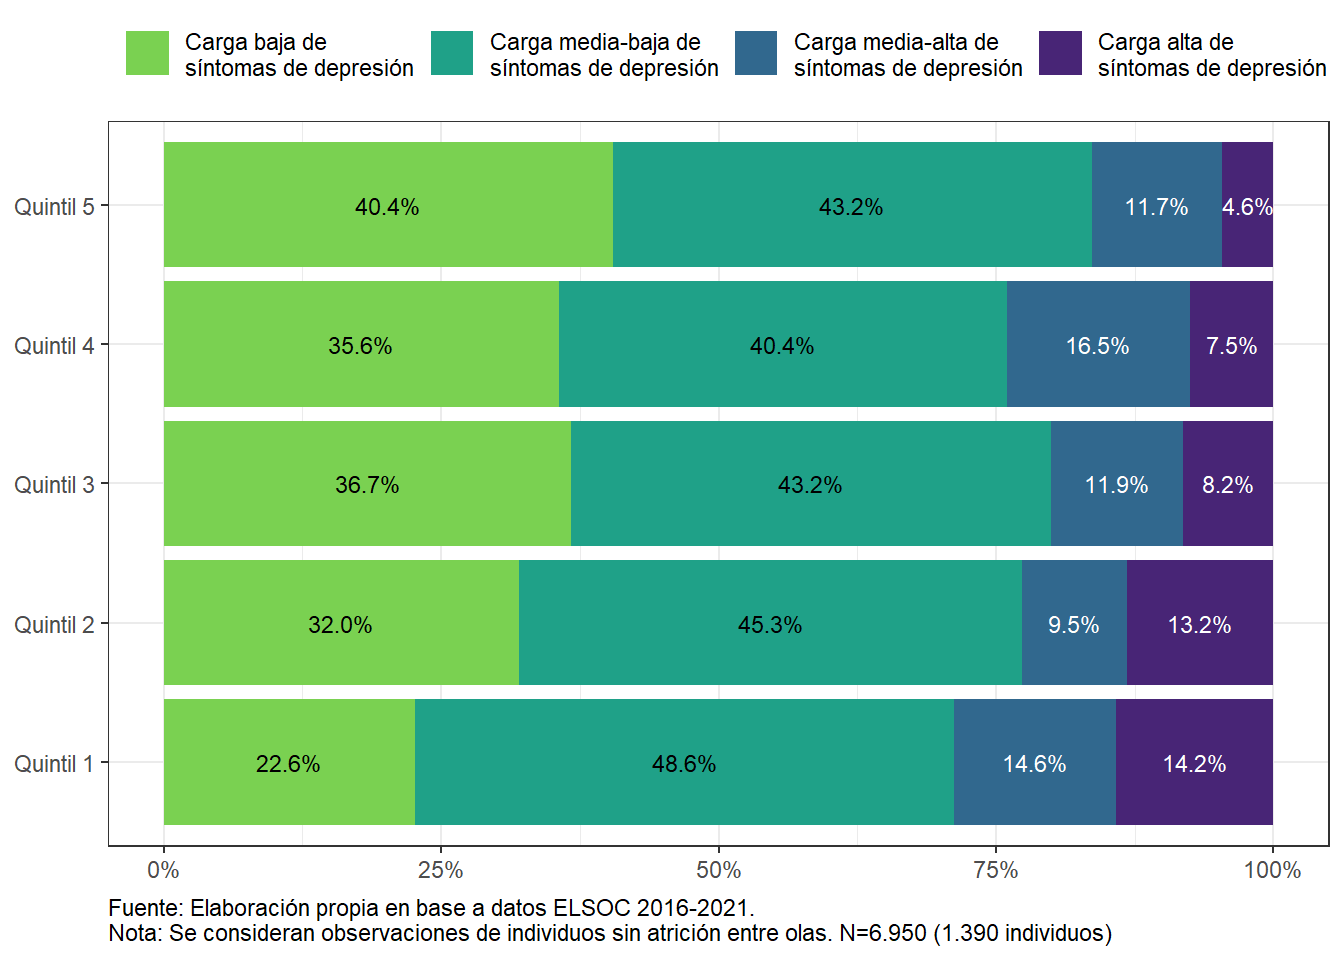 Carga baja de
síntomas de depresión
Carga media-baja de
síntomas de depresión
Carga media-alta de
síntomas de depresión
Carga alta de
síntomas de depresión
Quintil 5
40.4%
43.2%
11.7%
4.6%
Quintil 4
35.6%
40.4%
16.5%
7.5%
Quintil 3
36.7%
43.2%
11.9%
8.2%
Quintil 2
32.0%
45.3%
9.5%
13.2%
Quintil 1
22.6%
48.6%
14.6%
14.2%
0%
25%
50%
75%
100%
Fuente: Elaboración propia en base a datos ELSOC 2016-2021.
Nota: Se consideran observaciones de individuos sin atrición entre olas. N=6.950 (1.390 individuos)